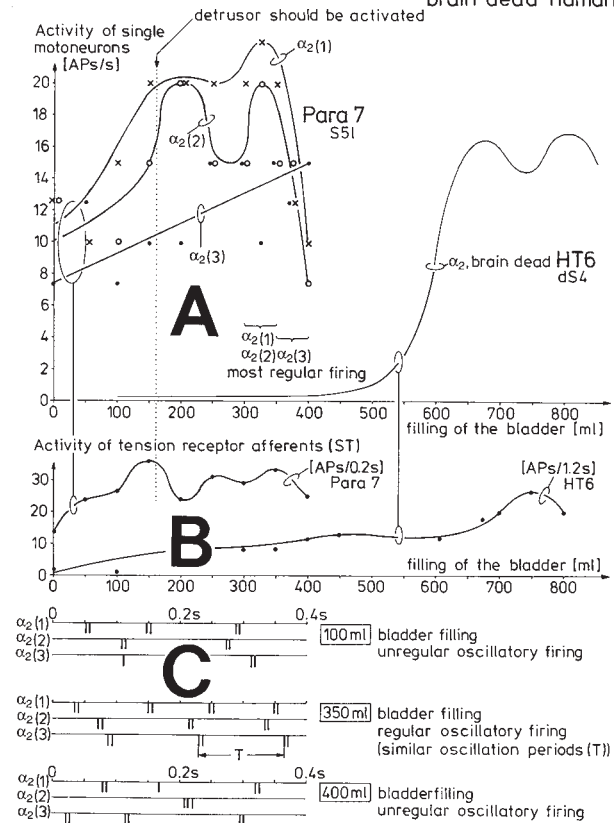 brain dead human
detrusor should be activated
Activity of single
motoneurons
[APs/s]
α₂(1)
Para 7
S5l
α₂(2)
α₂(3)
A
α₂, brain dead HT6
dS4
α₂(1)
α₂(2) α₂(3)
most regular firing
20
18
16
14
12
10
8
6
4
2
0
0 100 200 300 400 500 600 700 800
filling of the bladder [ml]
Activity of tension receptor afferents (ST)
[APs/0.2s]
Para 7
[APs/1.2s]
HT6
B
30
20
10
0
0 100 200 300 400 500 600 700 800
filling of the bladder [ml]
0 0.2s 0.4s
α₂(1)
α₂(2)
α₂(3)
C
100ml bladder filling
unregular oscillatory firing
α₂(1)
α₂(2)
α₂(3)
T
350ml bladder filling
regular oscillatory firing
(similar oscillation periods (T))
0 0.2s 0.4s
α₂(1)
α₂(2)
α₂(3)
400ml bladderfilling
unregular oscillatory firing